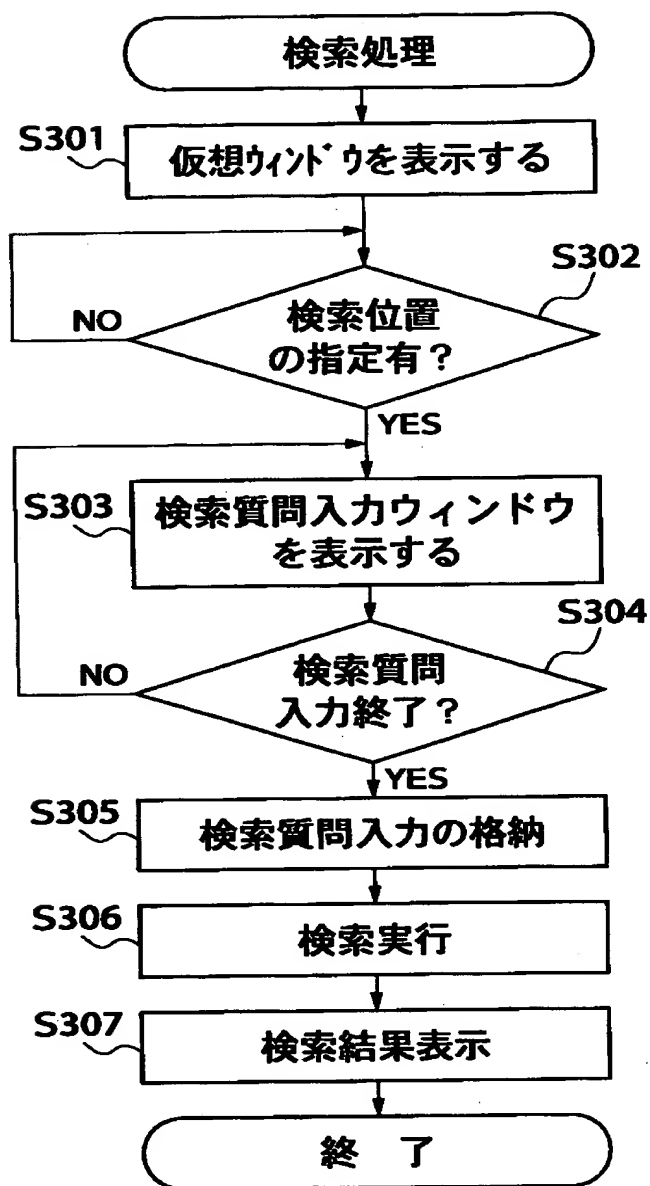 検索処理
S301
仮想ウィンドウを表示する
S302
検索位置
の指定有？
NO
YES
S303
検索質問入力ウィンドウ
を表示する
S304
検索質問
入力終了？
NO
YES
S305
検索質問入力の格納
S306
検索実行
S307
検索結果表示
終 了